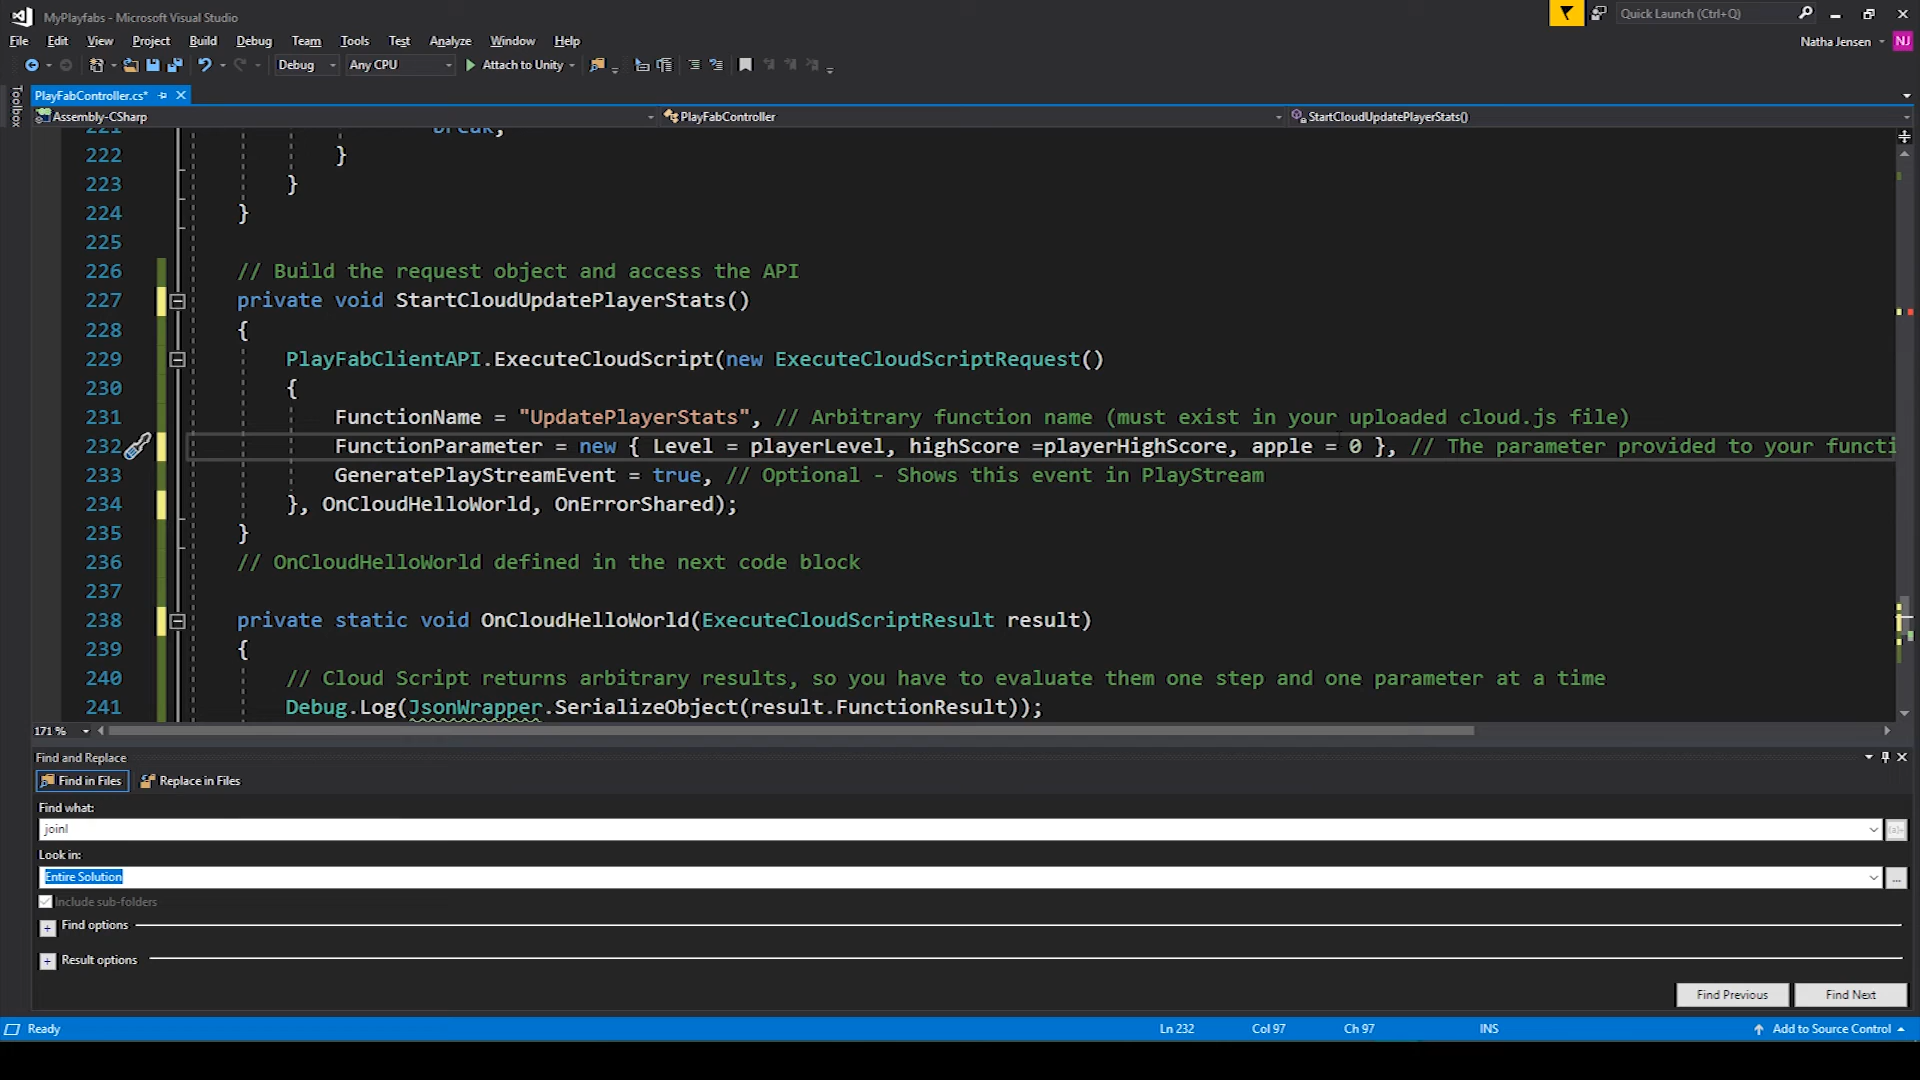 MyPlayfabs - Microsoft Visual Studio
Quick Launch (Ctrl+Q)
File Edit View Project Build Debug Team Tools Test Analyze Window Help
Natha Jensen NJ
Debug Any CPU Attach to Unity
Toolbox
PlayFabController.cs*
Assembly-CSharp PlayFabController StartCloudUpdatePlayerStats()
221 break;
222 }
223 }
224 }
225
226 // Build the request object and access the API
227 private void StartCloudUpdatePlayerStats()
228 {
229 PlayFabClientAPI.ExecuteCloudScript(new ExecuteCloudScriptRequest()
230 {
231 FunctionName = "UpdatePlayerStats", // Arbitrary function name (must exist in your uploaded cloud.js file)
232 FunctionParameter = new { Level = playerLevel, highScore =playerHighScore, apple = 0 }, // The parameter provided to your functi
233 GeneratePlayStreamEvent = true, // Optional - Shows this event in PlayStream
234 }, OnCloudHelloWorld, OnErrorShared);
235 }
236 // OnCloudHelloWorld defined in the next code block
237
238 private static void OnCloudHelloWorld(ExecuteCloudScriptResult result)
239 {
240 // Cloud Script returns arbitrary results, so you have to evaluate them one step and one parameter at a time
241 Debug.Log(JsonWrapper.SerializeObject(result.FunctionResult));
171 %
Find and Replace
Find in Files Replace in Files
Find what:
joinl
Look in:
Entire Solution
...
Include sub-folders
Find options
Result options
Find Previous Find Next
Ready Ln 232 Col 97 Ch 97 INS Add to Source Control